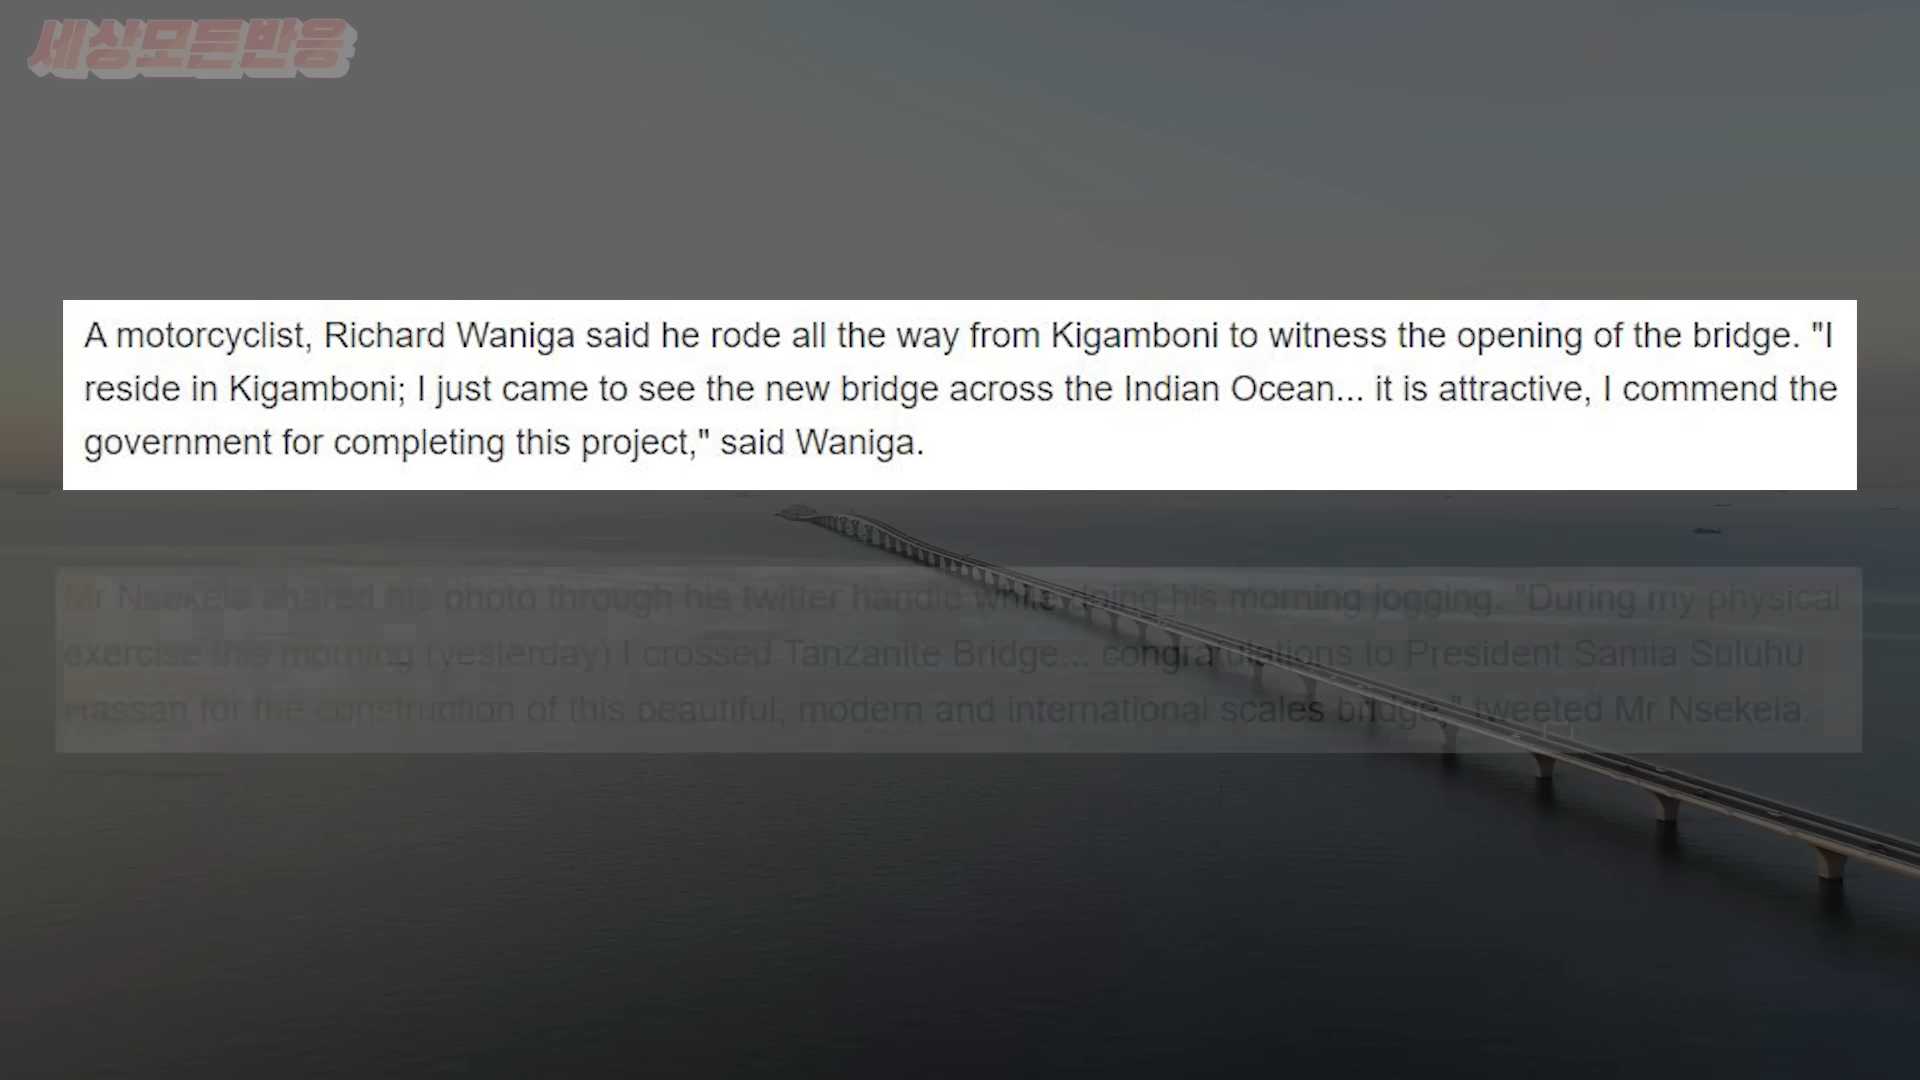 세상모든반응
A motorcyclist, Richard Waniga said he rode all the way from Kigamboni to witness the opening of the bridge. "I
reside in Kigamboni; I just came to see the new bridge across the Indian Ocean... it is attractive, I commend the
government for completing this project," said Waniga.
Mr Nsekela shared his photo through his twitter handle while doing his morning jogging. "During my physical
exercise this morning (yesterday) I crossed Tanzanite Bridge... congratulations to President Samia Suluhu
Hassan for the construction of this beautiful, modern and international scales bridge," tweeted Mr Nsekela.